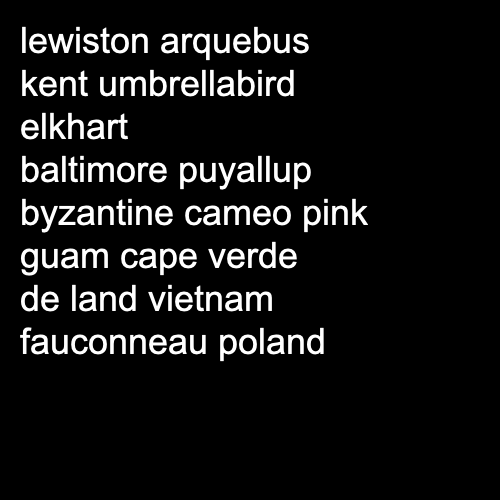 lewiston arquebus
kent umbrellabird
elkhart
baltimore puyallup
byzantine cameo pink
guam cape verde
de land vietnam
fauconneau poland